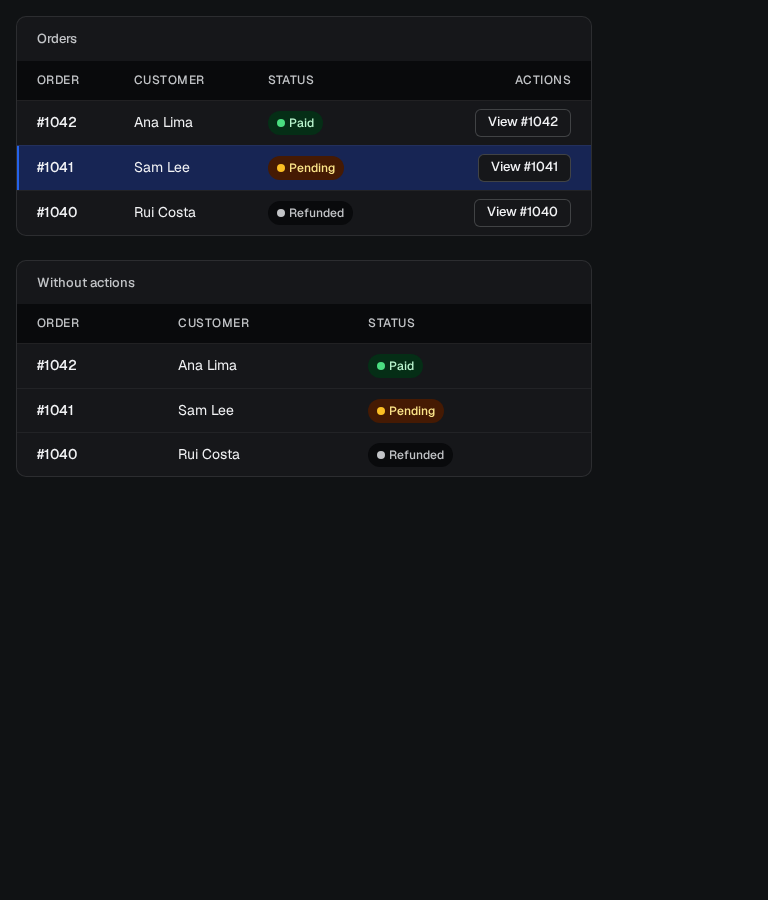 Orders
ORDER CUSTOMER STATUS ACTIONS
#1042 Ana Lima Paid View #1042
#1041 Sam Lee Pending View #1041
#1040 Rui Costa Refunded View #1040
Without actions
ORDER CUSTOMER STATUS
#1042 Ana Lima Paid
#1041 Sam Lee Pending
#1040 Rui Costa Refunded